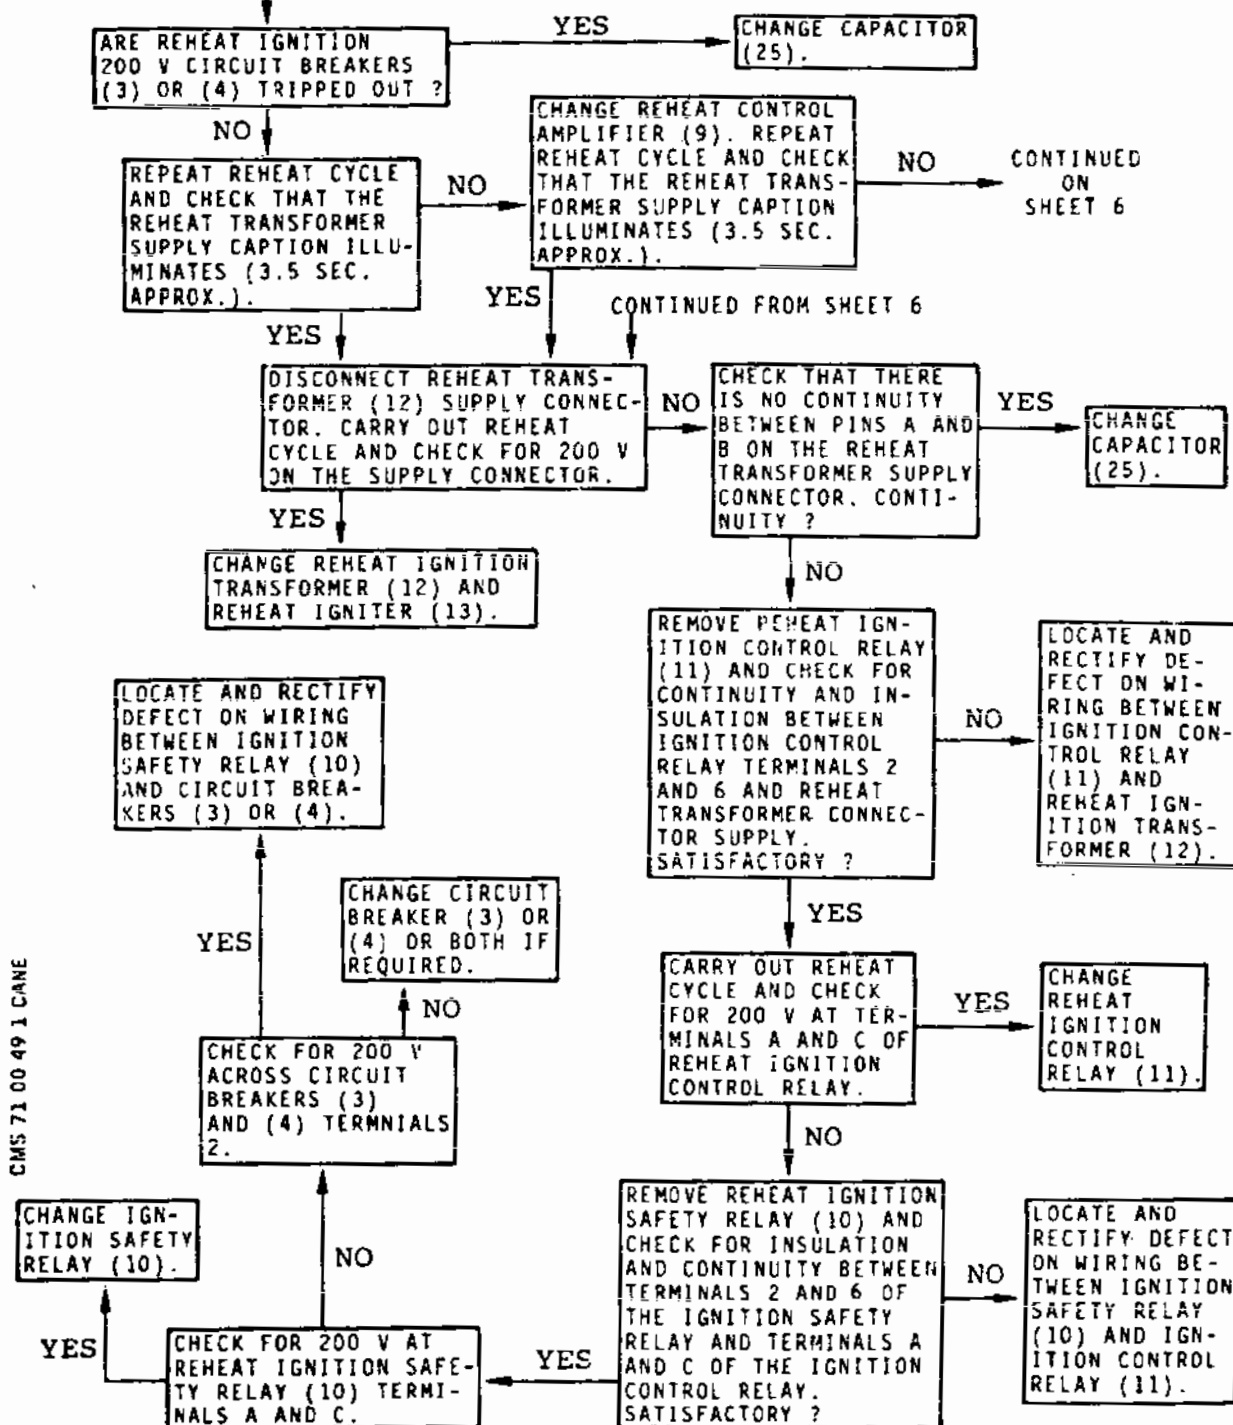 ARE REHEAT IGNITION
200 V CIRCUIT BREAKERS
(3) OR (4) TRIPPED OUT ?
YES
CHANGE CAPACITOR
(25).
NO
REPEAT REHEAT CYCLE
AND CHECK THAT THE
REHEAT TRANSFORMER
SUPPLY CAPTION ILLU-
MINATES (3.5 SEC.
APPROX.).
NO
CHANGE REHEAT CONTROL
AMPLIFIER (9). REPEAT
REHEAT CYCLE AND CHECK
THAT THE REHEAT TRANS-
FORMER SUPPLY CAPTION
ILLUMINATES (3.5 SEC.
APPROX.).
NO
CONTINUED
ON
SHEET 6
YES
YES
CONTINUED FROM SHEET 6
DISCONNECT REHEAT TRANS-
FORMER (12) SUPPLY CONNEC-
TOR. CARRY OUT REHEAT
CYCLE AND CHECK FOR 200 V
ON THE SUPPLY CONNECTOR.
NO
CHECK THAT THERE
IS NO CONTINUITY
BETWEEN PINS A AND
B ON THE REHEAT
TRANSFORMER SUPPLY
CONNECTOR. CONTI-
NUITY ?
YES
CHANGE
CAPACITOR
(25).
YES
CHANGE REHEAT IGNITION
TRANSFORMER (12) AND
REHEAT IGNITER (13).
NO
REMOVE REHEAT IGN-
ITION CONTROL RELAY
(11) AND CHECK FOR
CONTINUITY AND IN-
SULATION BETWEEN
IGNITION CONTROL
RELAY TERMINALS 2
AND 6 AND REHEAT
TRANSFORMER CONNEC-
TOR SUPPLY.
SATISFACTORY ?
NO
LOCATE AND
RECTIFY DE-
FECT ON WI-
RING BETWEEN
IGNITION CON-
TROL RELAY
(11) AND
REHEAT IGN-
ITION TRANS-
FORMER (12).
LOCATE AND RECTIFY
DEFECT ON WIRING
BETWEEN IGNITION
SAFETY RELAY (10)
AND CIRCUIT BREA-
KERS (3) OR (4).
YES
CHANGE CIRCUIT
BREAKER (3) OR
(4) OR BOTH IF
REQUIRED.
NO
YES
CARRY OUT REHEAT
CYCLE AND CHECK
FOR 200 V AT TER-
MINALS A AND C OF
REHEAT IGNITION
CONTROL RELAY.
YES
CHANGE
REHEAT
IGNITION
CONTROL
RELAY (11).
CHECK FOR 200 V
ACROSS CIRCUIT
BREAKERS (3)
AND (4) TERMNIALS
2.
NO
NO
REMOVE REHEAT IGNITION
SAFETY RELAY (10) AND
CHECK FOR INSULATION
AND CONTINUITY BETWEEN
TERMINALS 2 AND 6 OF
THE IGNITION SAFETY
RELAY AND TERMINALS A
AND C OF THE IGNITION
CONTROL RELAY.
SATISFACTORY ?
NO
LOCATE AND
RECTIFY DEFECT
ON WIRING BE-
TWEEN IGNITION
SAFETY RELAY
(10) AND IGN-
ITION CONTROL
RELAY (11).
YES
CHECK FOR 200 V AT
REHEAT IGNITION SAFE-
TY RELAY (10) TERMI-
NALS A AND C.
YES
CHANGE IGN-
ITION SAFETY
RELAY (10).
CMS 71 00 49 1 CANE